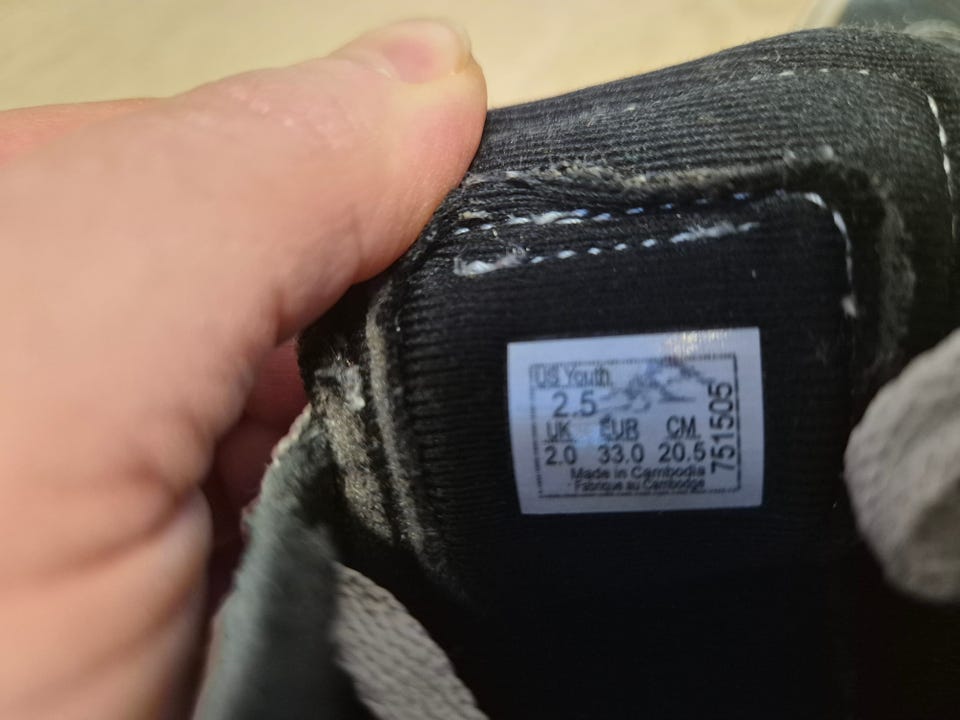 US Youth
2.5
UK EUR CM
2.0 33.0 20.5
Made in Cambodia
Fabrique au Cambodge
751505